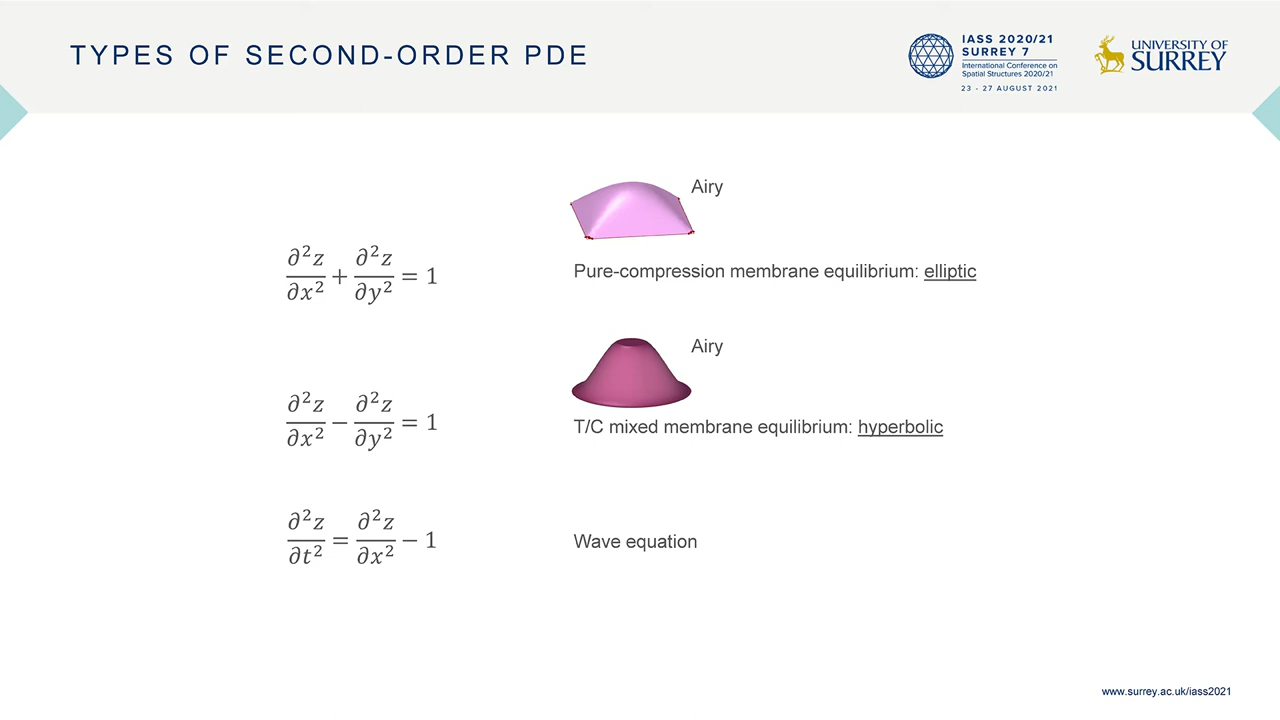 TYPES OF SECOND-ORDER PDE
IASS 2020/21
SURREY 7
International Conference on
Spatial Structures 2020/21
23 - 27 AUGUST 2021
UNIVERSITY OF
SURREY
Airy
∂²z/∂x² + ∂²z/∂y² = 1
Pure-compression membrane equilibrium: elliptic
Airy
∂²z/∂x² − ∂²z/∂y² = 1
T/C mixed membrane equilibrium: hyperbolic
∂²z/∂t² = ∂²z/∂x² − 1
Wave equation
www.surrey.ac.uk/iass2021